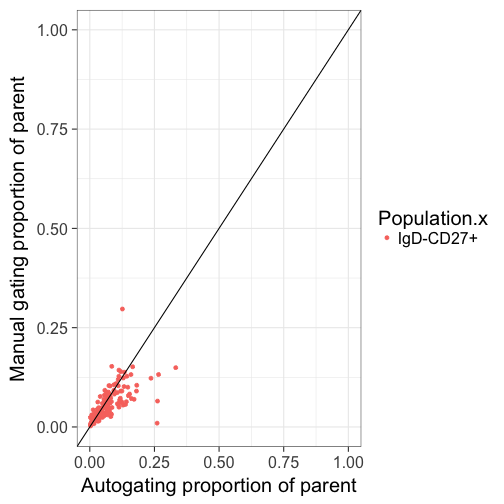 Manual gating proportion of parent
1.00
0.75
0.50
0.25
0.00
0.00 0.25 0.50 0.75 1.00
Autogating proportion of parent
Population.x
IgD-CD27+